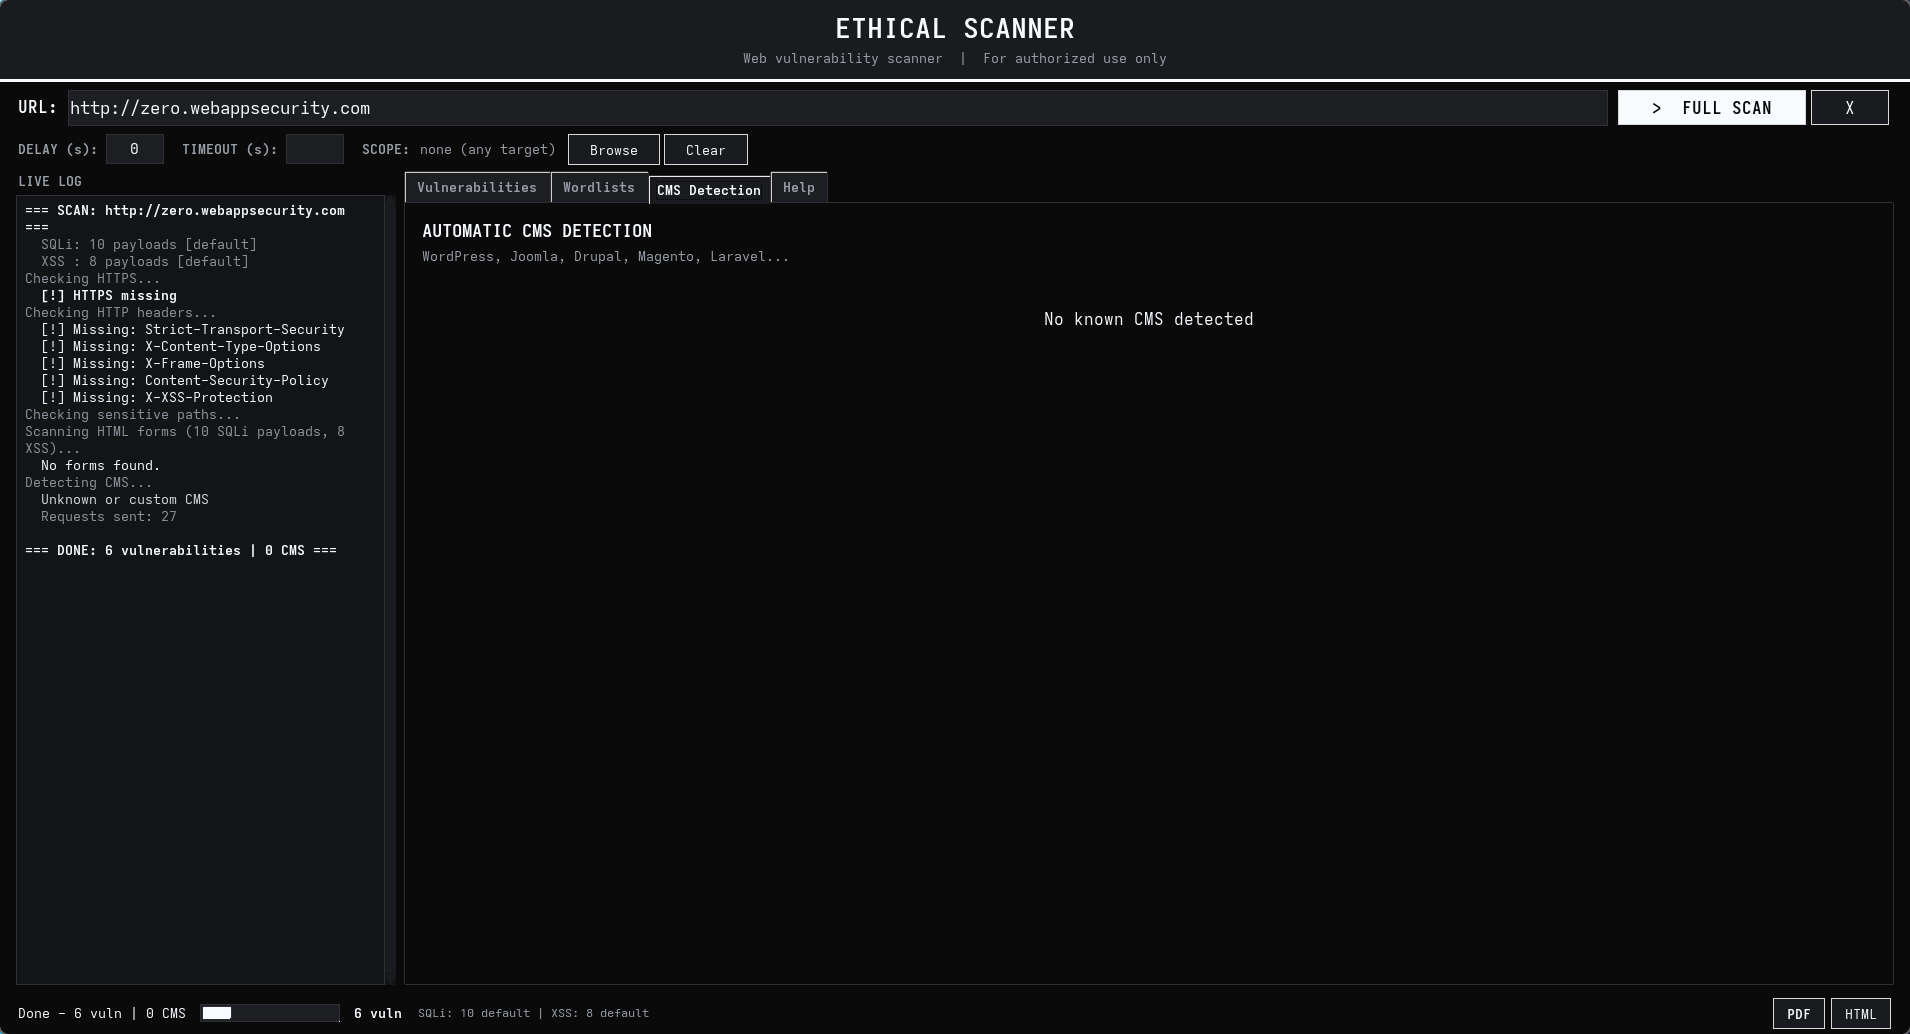 ETHICAL SCANNER
Web vulnerability scanner | For authorized use only
URL: http://zero.webappsecurity.com > FULL SCAN X
DELAY (s): 0 TIMEOUT (s): SCOPE: none (any target) Browse Clear
LIVE LOG
=== SCAN: http://zero.webappsecurity.com
===
SQLi: 10 payloads [default]
XSS : 8 payloads [default]
Checking HTTPS...
[!] HTTPS missing
Checking HTTP headers...
[!] Missing: Strict-Transport-Security
[!] Missing: X-Content-Type-Options
[!] Missing: X-Frame-Options
[!] Missing: Content-Security-Policy
[!] Missing: X-XSS-Protection
Checking sensitive paths...
Scanning HTML forms (10 SQLi payloads, 8
XSS)...
No forms found.
Detecting CMS...
Unknown or custom CMS
Requests sent: 27
=== DONE: 6 vulnerabilities | 0 CMS ===
Vulnerabilities Wordlists CMS Detection Help
AUTOMATIC CMS DETECTION
WordPress, Joomla, Drupal, Magento, Laravel...
No known CMS detected
Done - 6 vuln | 0 CMS 6 vuln SQLi: 10 default | XSS: 8 default PDF HTML